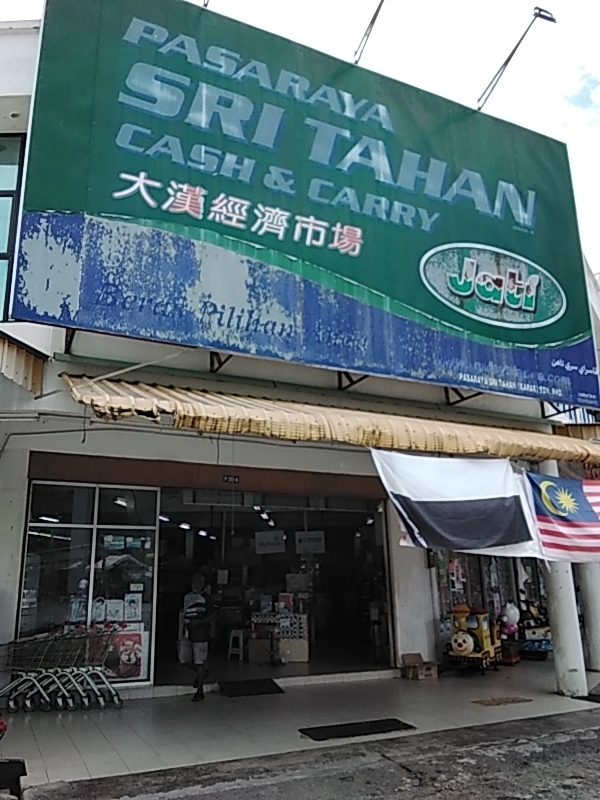 PASARAYA
SRI TAHAN
CASH & CARRY
大漢經濟市場
Jati
Beras Pilihan
PASARAYA SRI TAHAN (KARAK) SDN. BHD.